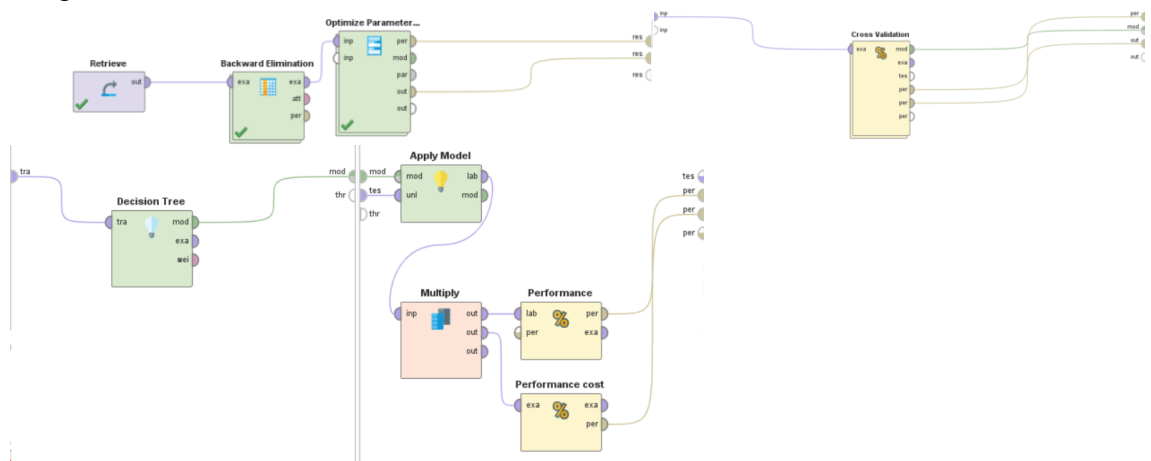 Optimize Parameter...
inp per
inp mod
par
out
out
res
res
res
Retrieve
out
Backward Elimination
exa exa
att
per
inp
inp
Cross Validation
exa mod
exa
tes
per
per
per
per
mod
out
out
tra
Decision Tree
tra mod
exa
wei
mod
thr
Apply Model
mod mod lab
tes unl mod
thr
Multiply
inp out
out
out
Performance
lab per
per exa
Performance cost
exa exa
per
tes
per
per
per